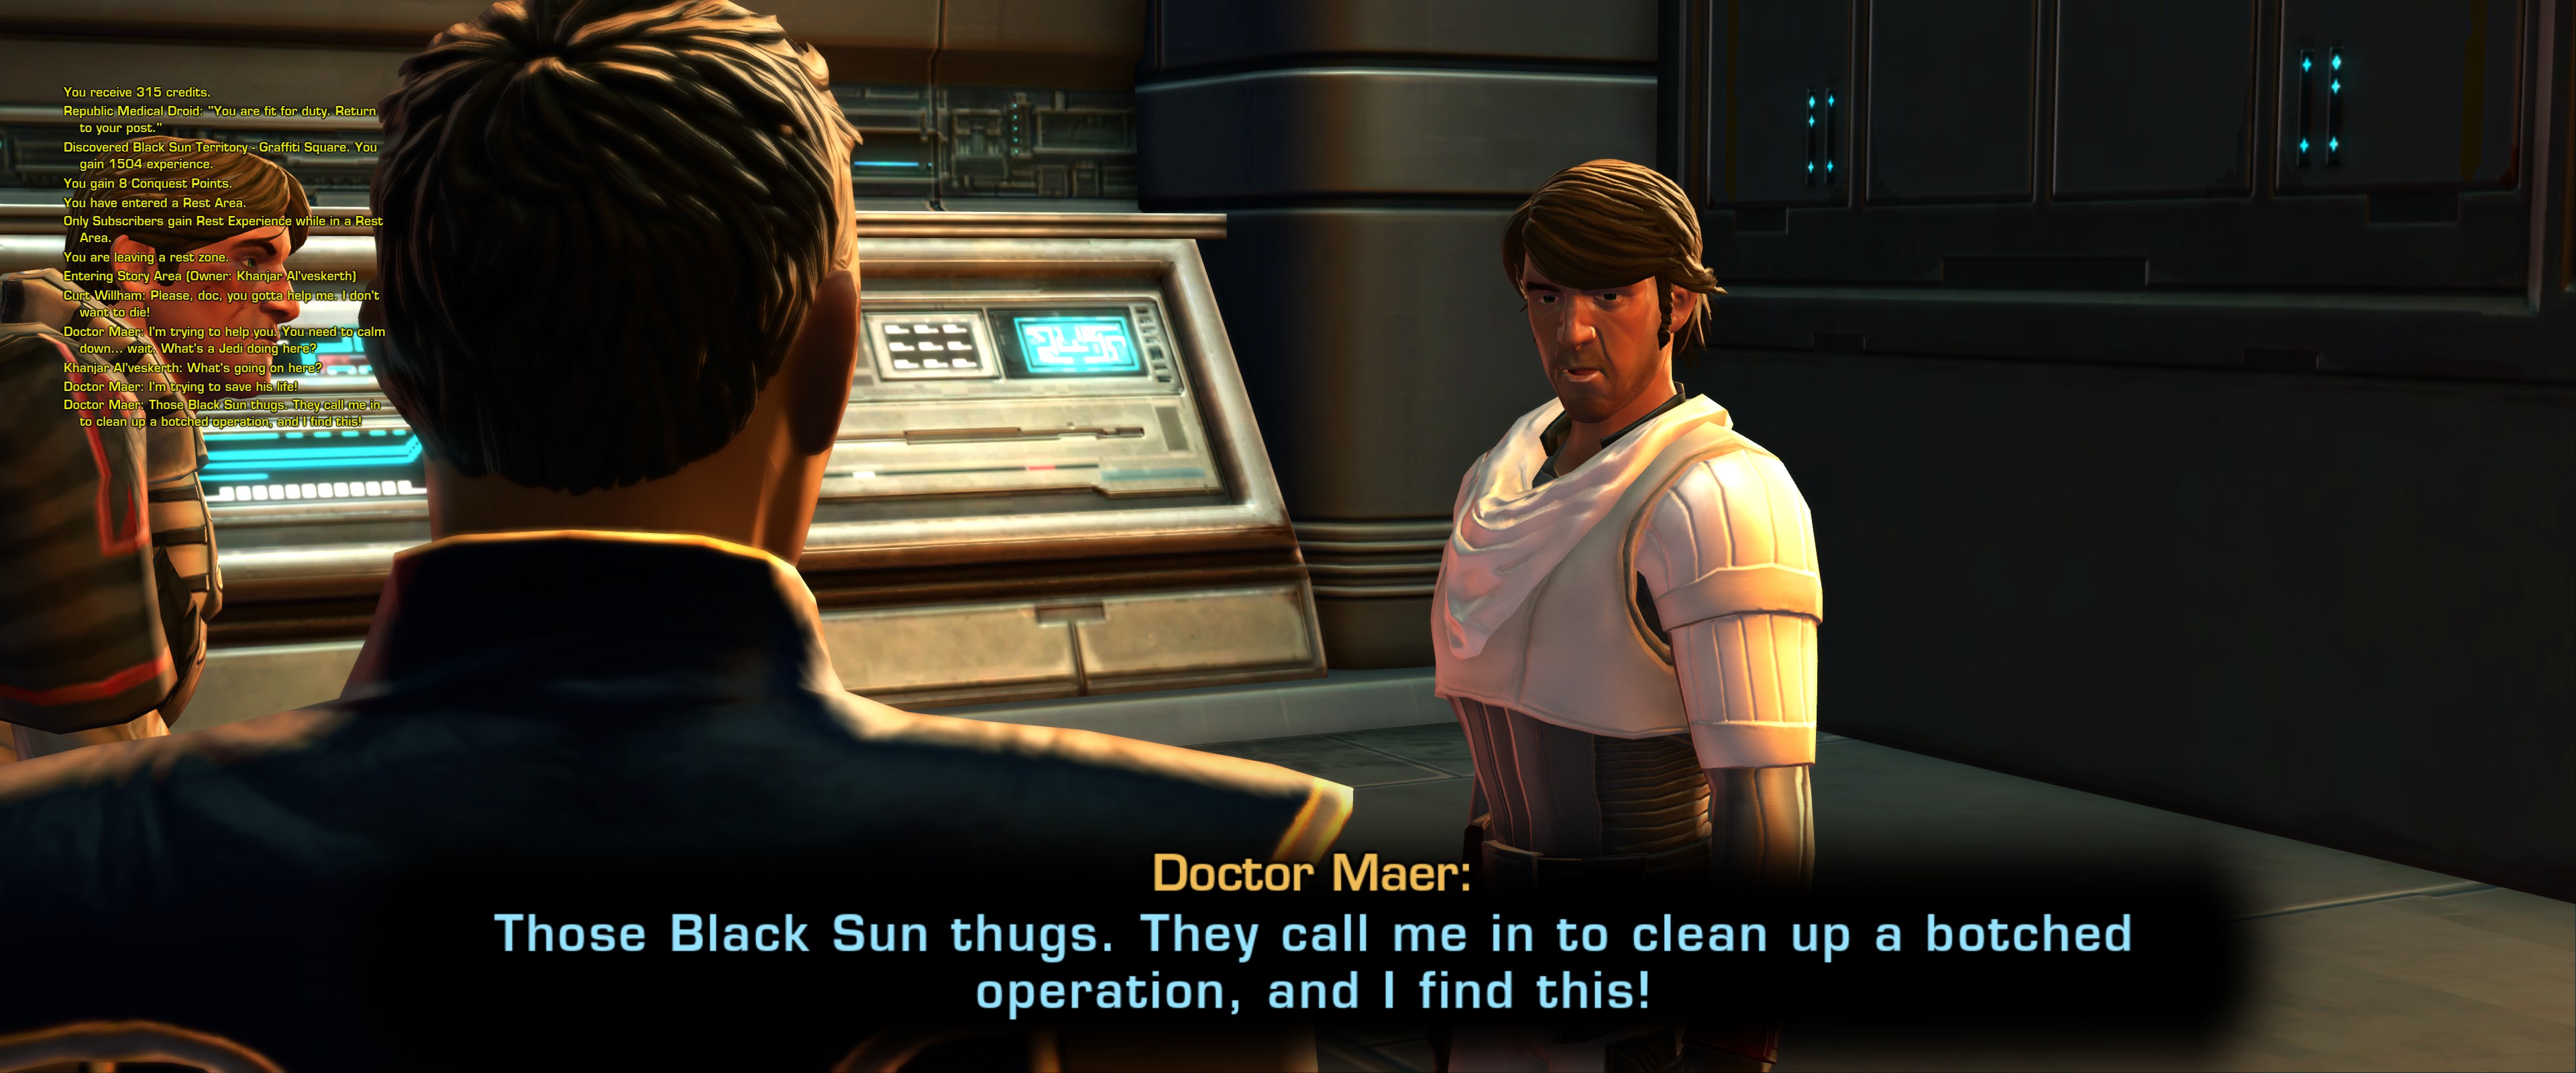 You receive 315 credits.
Republic Medical Droid: "You are fit for duty. Return
to your post."
Discovered Black Sun Territory - Graffiti Square. You
gain 1504 experience.
You gain 8 Conquest Points.
You have entered a Rest Area.
Only Subscribers gain Rest Experience while in a Rest
Area.
You are leaving a rest zone.
Entering Story Area (Owner: Khanjar Al'veskerth)
Curt Willham: Please, doc, you gotta help me. I don't
want to die!
Doctor Maer: I'm trying to help you. You need to calm
down... wait. What's a Jedi doing here?
Khanjar Al'veskerth: What's going on here?
Doctor Maer: I'm trying to save his life!
Doctor Maer: Those Black Sun thugs. They call me in
to clean up a botched operation, and I find this!
Doctor Maer:
Those Black Sun thugs. They call me in to clean up a botched
operation, and I find this!